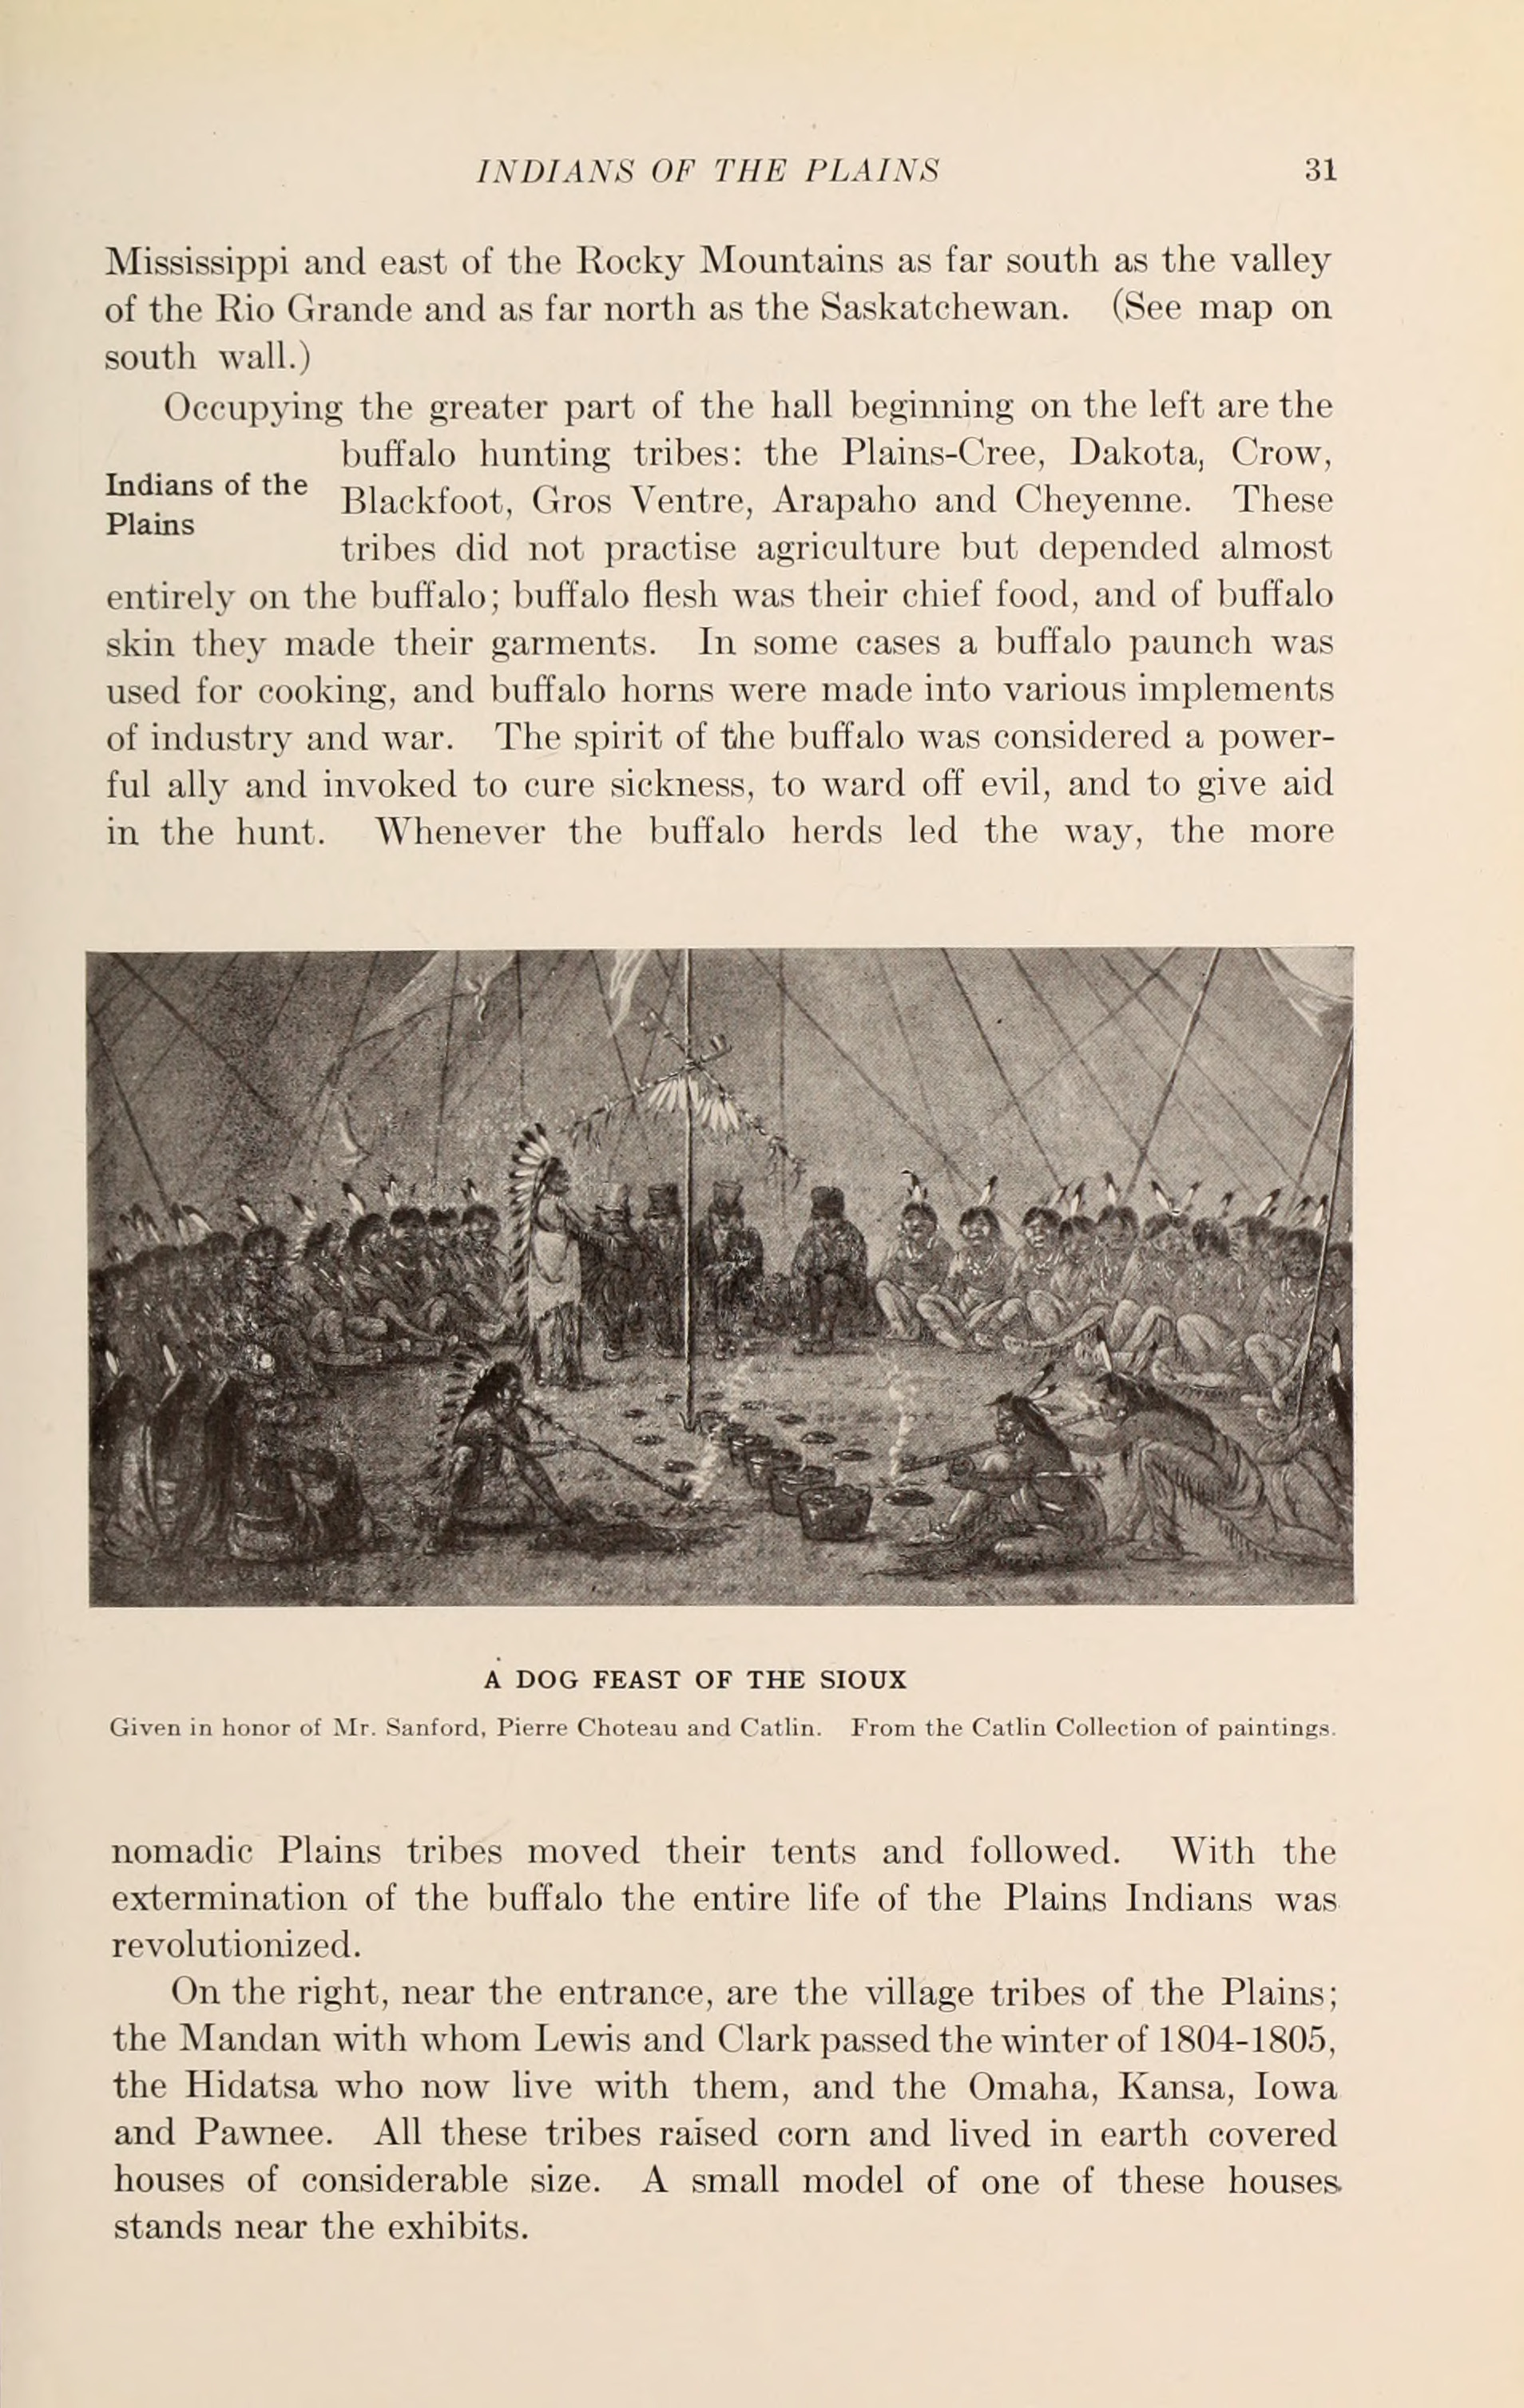 INDIANS OF THE PLAINS 31
Mississippi and east of the Rocky Mountains as far south as the valley
of the Rio Grande and as far north as the Saskatchewan. (See map on
south wall.)
Occupying the greater part of the hall beginning on the left are the
Indians of the
Plains
buffalo hunting tribes: the Plains-Cree, Dakota, Crow,
Blackfoot, Gros Ventre, Arapaho and Cheyenne. These
tribes did not practise agriculture but depended almost
entirely on the buffalo; buffalo flesh was their chief food, and of buffalo
skin they made their garments. In some cases a buffalo paunch was
used for cooking, and buffalo horns were made into various implements
of industry and war. The spirit of the buffalo was considered a power-
ful ally and invoked to cure sickness, to ward off evil, and to give aid
in the hunt. Whenever the buffalo herds led the way, the more
A DOG FEAST OF THE SIOUX
Given in honor of Mr. Sanford, Pierre Choteau and Catlin. From the Catlin Collection of paintings.
nomadic Plains tribes moved their tents and followed. With the
extermination of the buffalo the entire life of the Plains Indians was
revolutionized.
On the right, near the entrance, are the village tribes of the Plains;
the Mandan with whom Lewis and Clark passed the winter of 1804-1805,
the Hidatsa who now live with them, and the Omaha, Kansa, Iowa
and Pawnee. All these tribes raised corn and lived in earth covered
houses of considerable size. A small model of one of these houses
stands near the exhibits.